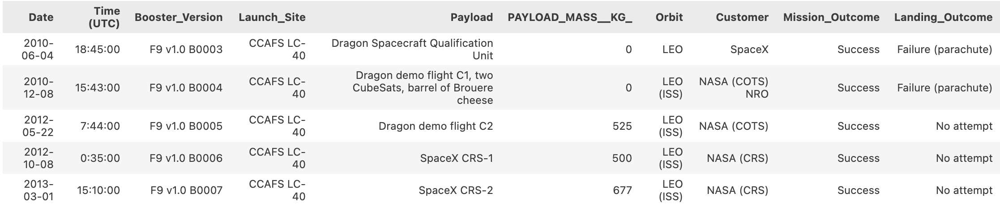 Date Time (UTC) Booster_Version Launch_Site Payload PAYLOAD_MASS__KG_ Orbit Customer Mission_Outcome Landing_Outcome
2010-06-04 18:45:00 F9 v1.0 B0003 CCAFS LC-40 Dragon Spacecraft Qualification Unit 0 LEO SpaceX Success Failure (parachute)
2010-12-08 15:43:00 F9 v1.0 B0004 CCAFS LC-40 Dragon demo flight C1, two CubeSats, barrel of Brouere cheese 0 LEO (ISS) NASA (COTS) NRO Success Failure (parachute)
2012-05-22 7:44:00 F9 v1.0 B0005 CCAFS LC-40 Dragon demo flight C2 525 LEO (ISS) NASA (COTS) Success No attempt
2012-10-08 0:35:00 F9 v1.0 B0006 CCAFS LC-40 SpaceX CRS-1 500 LEO (ISS) NASA (CRS) Success No attempt
2013-03-01 15:10:00 F9 v1.0 B0007 CCAFS LC-40 SpaceX CRS-2 677 LEO (ISS) NASA (CRS) Success No attempt